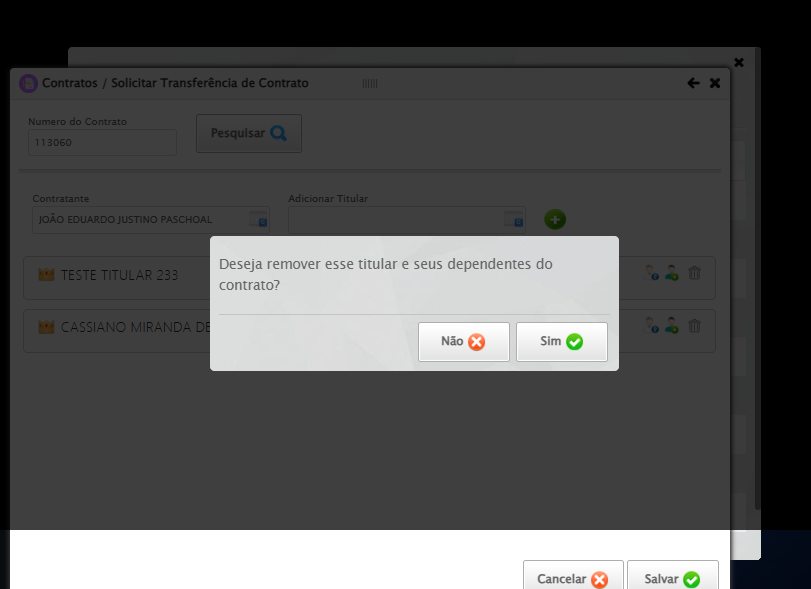 Contratos / Solicitar Transferência de Contrato
Numero do Contrato
113060
Pesquisar
Contratante
Adicionar Titular
JOÃO EDUARDO JUSTINO PASCHOAL
Deseja remover esse titular e seus dependentes do
contrato?
TESTE TITULAR 233
CASSIANO MIRANDA DE
Não
Sim
Cancelar
Salvar